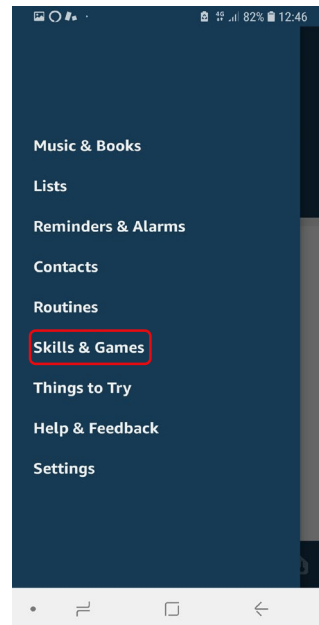 82% 12:46
Music & Books
Lists
Reminders & Alarms
Contacts
Routines
Skills & Games
Things to Try
Help & Feedback
Settings